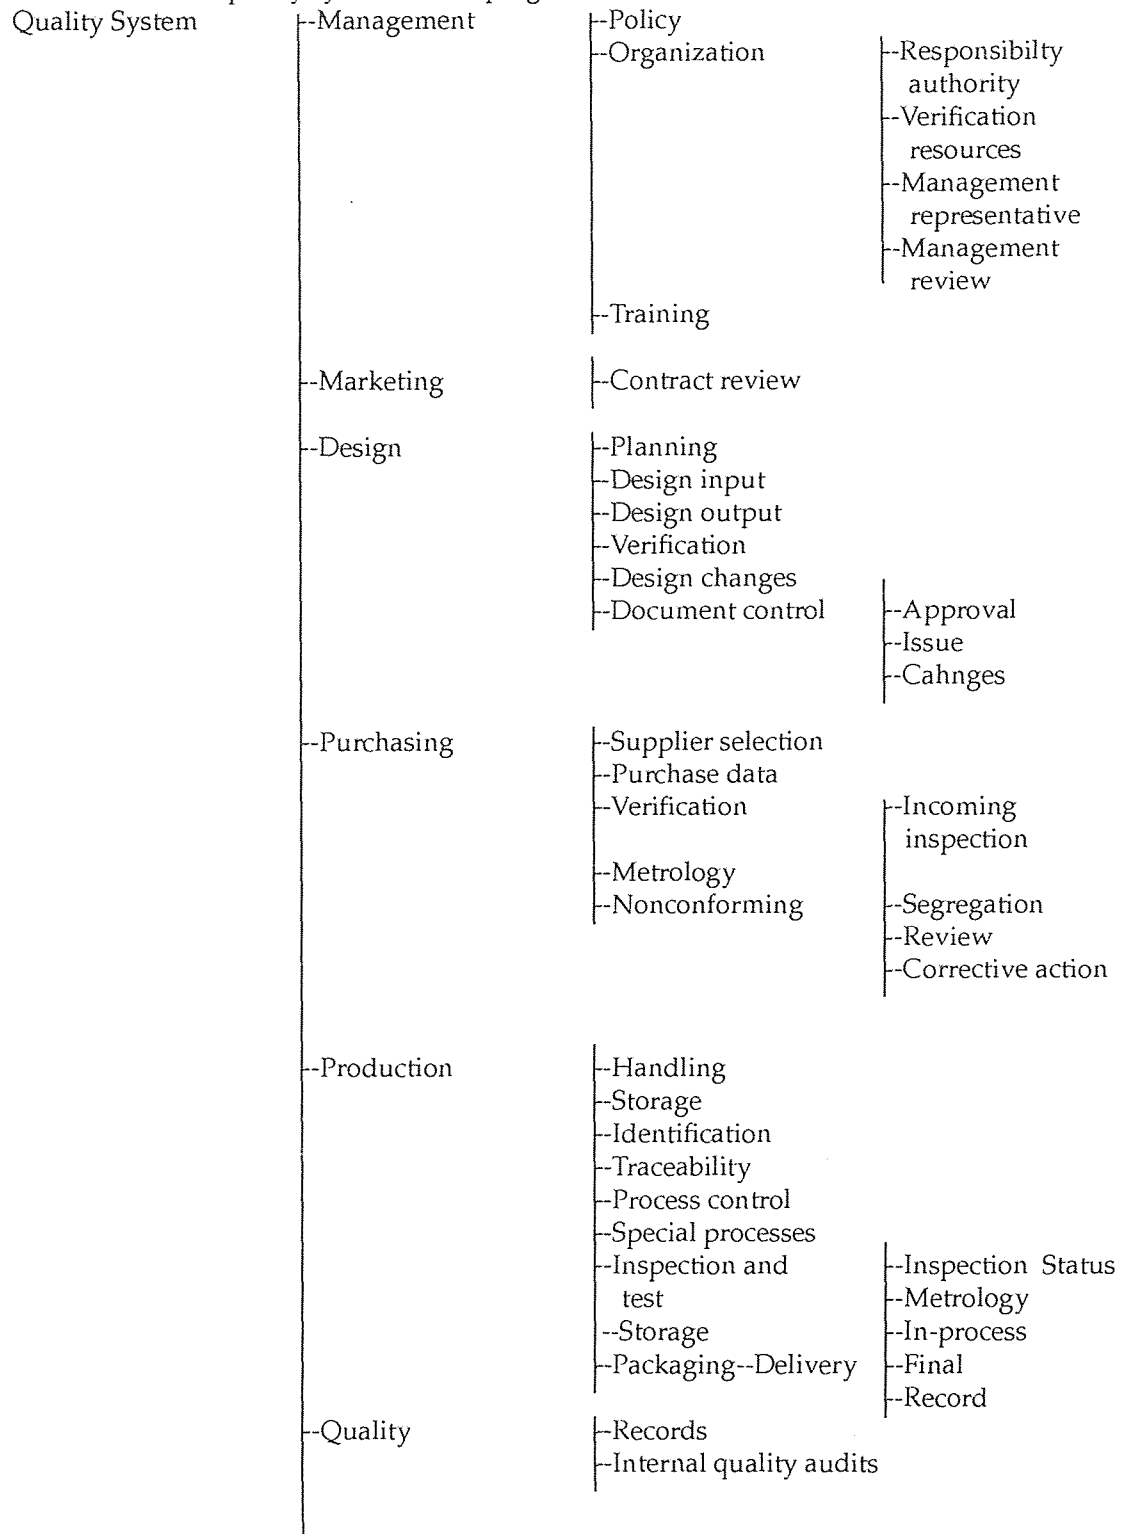 Quality System --Management --Policy
--Organization --Responsibilty
authority
--Verification
resources
--Management
representative
--Management
review
--Training
--Marketing --Contract review
--Design --Planning
--Design input
--Design output
--Verification
--Design changes
--Document control --Approval
--Issue
--Cahnges
--Purchasing --Supplier selection
--Purchase data
--Verification --Incoming
inspection
--Metrology
--Nonconforming --Segregation
--Review
--Corrective action
--Production --Handling
--Storage
--Identification
--Traceability
--Process control
--Special processes
--Inspection and --Inspection Status
test --Metrology
--Storage --In-process
--Packaging--Delivery --Final
--Record
--Quality --Records
--Internal quality audits